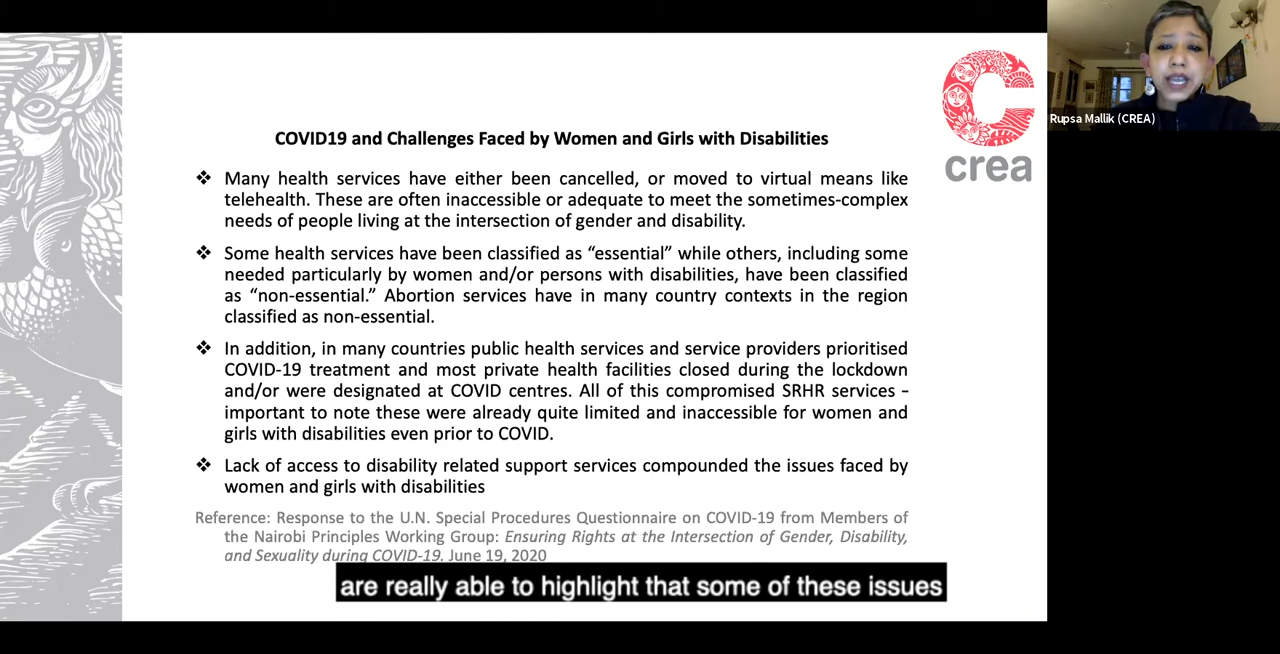 COVID19 and Challenges Faced by Women and Girls with Disabilities
❖ Many health services have either been cancelled, or moved to virtual means like
telehealth. These are often inaccessible or adequate to meet the sometimes-complex
needs of people living at the intersection of gender and disability.
❖ Some health services have been classified as “essential” while others, including some
needed particularly by women and/or persons with disabilities, have been classified
as “non-essential.” Abortion services have in many country contexts in the region
classified as non-essential.
❖ In addition, in many countries public health services and service providers prioritised
COVID-19 treatment and most private health facilities closed during the lockdown
and/or were designated at COVID centres. All of this compromised SRHR services -
important to note these were already quite limited and inaccessible for women and
girls with disabilities even prior to COVID.
❖ Lack of access to disability related support services compounded the issues faced by
women and girls with disabilities
Reference: Response to the U.N. Special Procedures Questionnaire on COVID-19 from Members of
the Nairobi Principles Working Group: Ensuring Rights at the Intersection of Gender, Disability,
and Sexuality during COVID-19. June 19, 2020
are really able to highlight that some of these issues
crea
Rupsa Mallik (CREA)